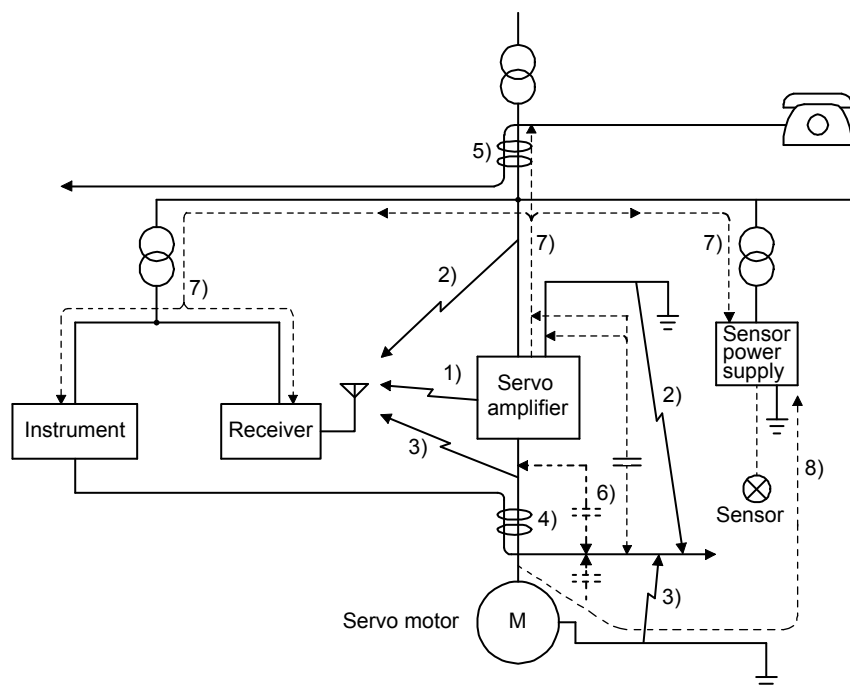 5)
2)
7)
7)
7)
Sensor
power
supply
1)
Servo
amplifier
2)
Instrument
Receiver
3)
6)
8)
4)
Sensor
3)
Servo motor
M